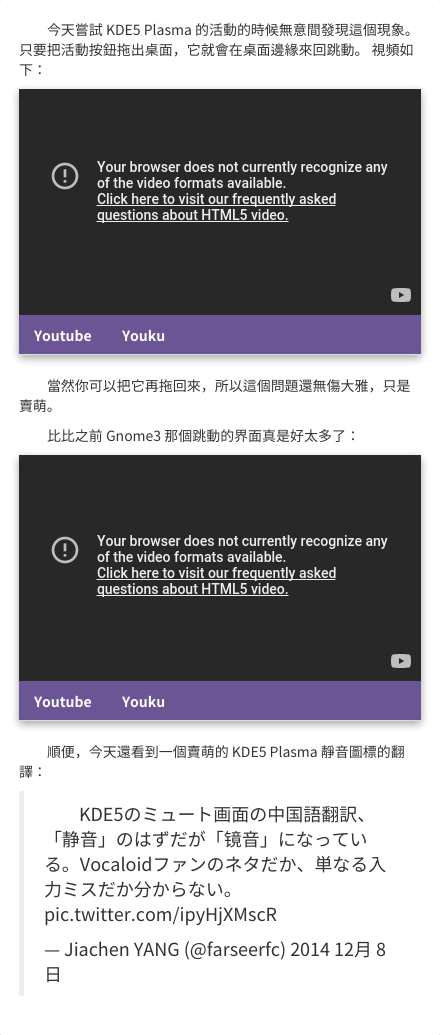 今天嘗試 KDE5 Plasma 的活動的時候無意間發現這個現象。
只要把活動按鈕拖出桌面，它就會在桌面邊緣來回跳動。 視頻如
下：
Your browser does not currently recognize any
of the video formats available.
Click here to visit our frequently asked
questions about HTML5 video.
Youtube Youku
當然你可以把它再拖回來，所以這個問題還無傷大雅，只是
賣萌。
比比之前 Gnome3 那個跳動的界面真是好太多了：
Your browser does not currently recognize any
of the video formats available.
Click here to visit our frequently asked
questions about HTML5 video.
Youtube Youku
順便，今天還看到一個賣萌的 KDE5 Plasma 靜音圖標的翻
譯：
KDE5のミュート画面の中国語翻訳、
「静音」のはずだが「镜音」になってい
る。Vocaloidファンのネタだか、単なる入
力ミスだか分からない。
pic.twitter.com/ipyHjXMscR
— Jiachen YANG (@farseerfc) 2014 12月 8
日